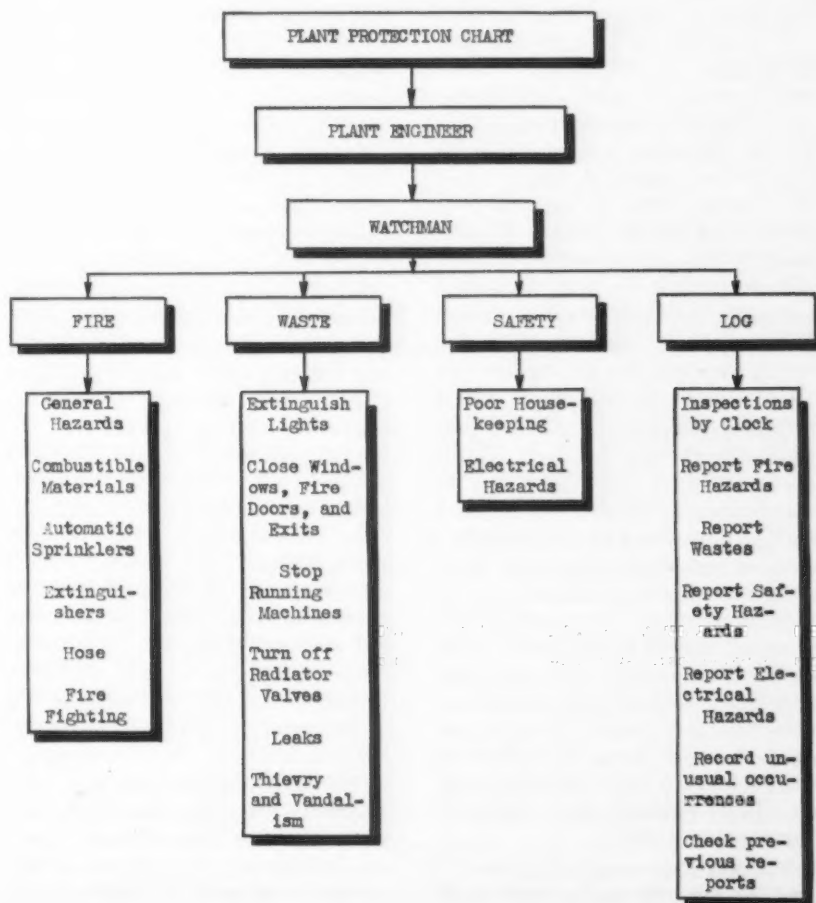 PLANT PROTECTION CHART
PLANT ENGINEER
WATCHMAN
FIRE
WASTE
SAFETY
LOG
General
Hazards
Combustible
Materials
Automatic
Sprinklers
Extingui-
shers
Hose
Fire
Fighting
Extinguish
Lights
Close Wind-
ows, Fire
Doors, and
Exits
Stop
Running
Machines
Turn off
Radiator
Valves
Leaks
Thievry
and Vandal-
ism
Poor House-
keeping
Electrical
Hazards
Inspections
by Clock
Report Fire
Hazards
Report
Wastes
Report Saf-
ety Haz-
ards
Report Ele-
ctrical
Hazards
Record un-
usual occu-
rrences
Check pre-
vious re-
ports